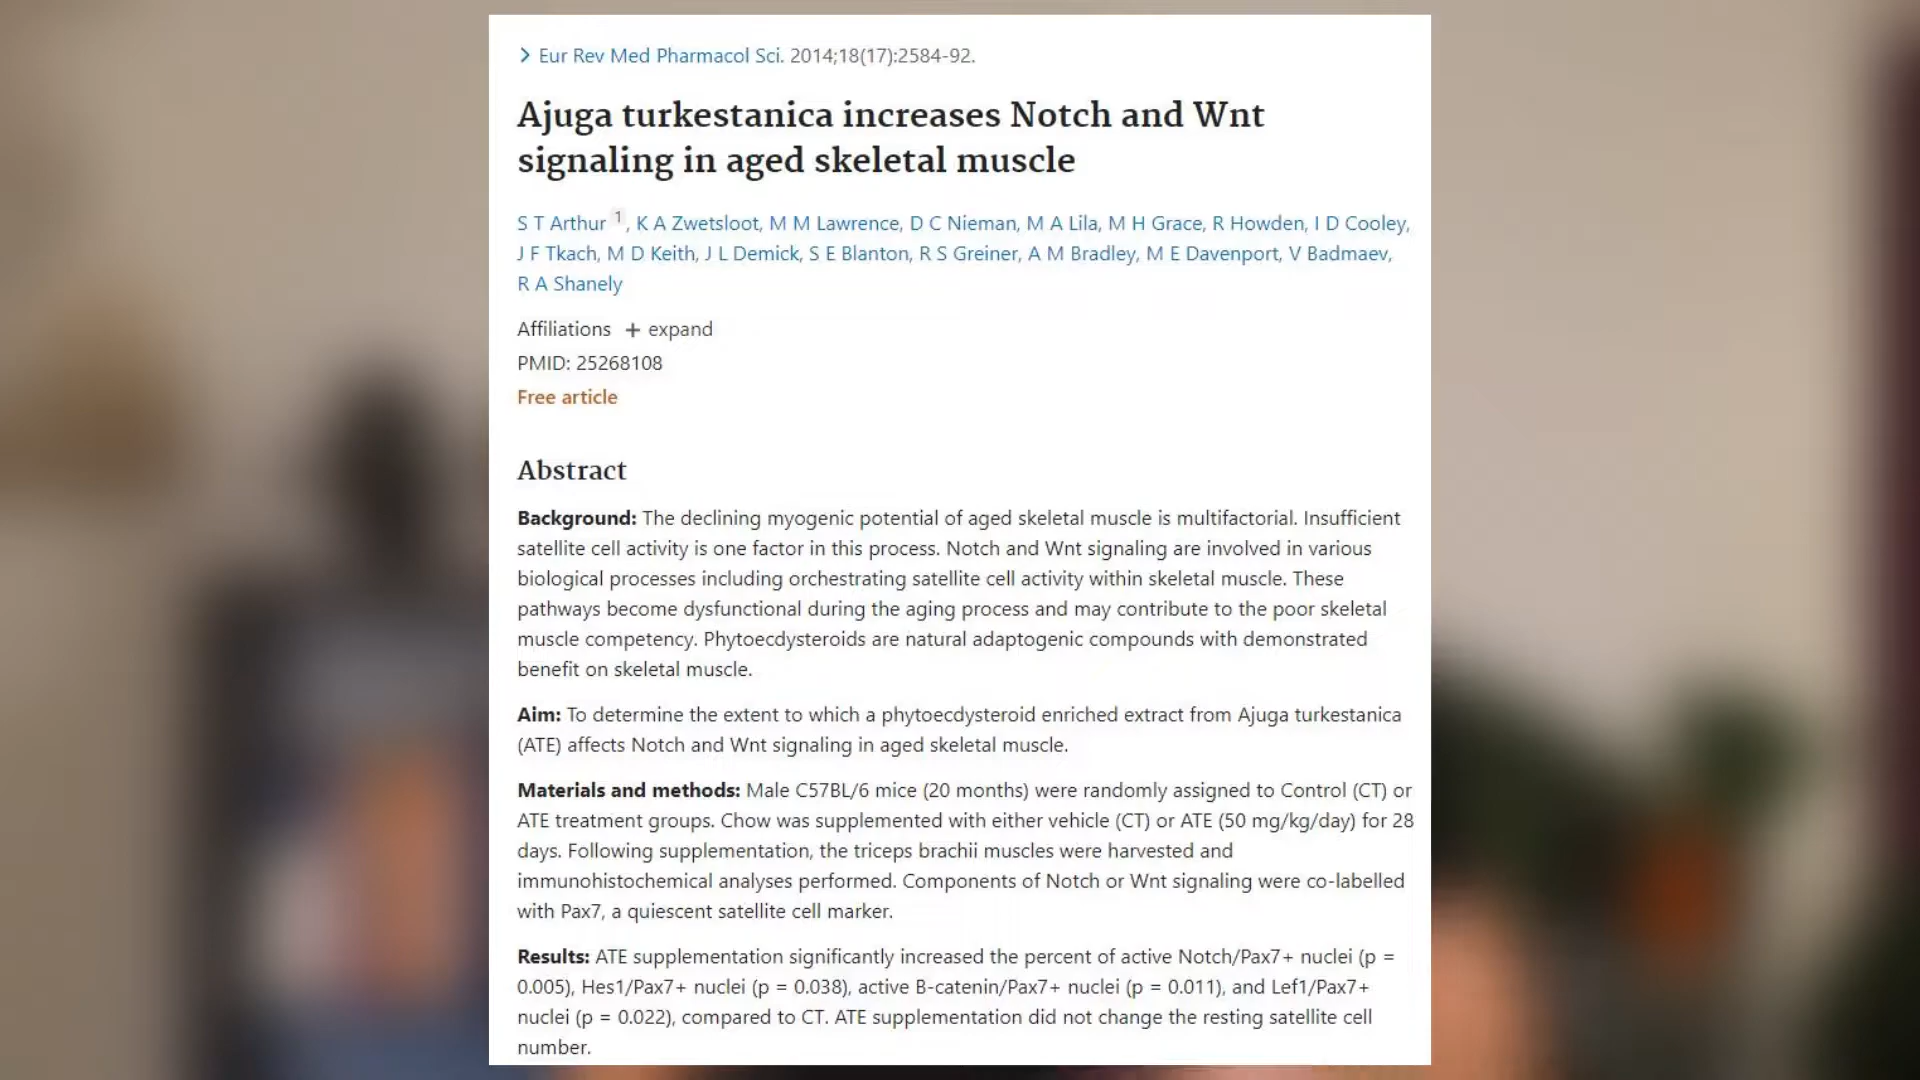 Eur Rev Med Pharmacol Sci. 2014;18(17):2584-92.
Ajuga turkestanica increases Notch and Wnt
signaling in aged skeletal muscle
S T Arthur 1, K A Zwetsloot, M M Lawrence, D C Nieman, M A Lila, M H Grace, R Howden, I D Cooley,
J F Tkach, M D Keith, J L Demick, S E Blanton, R S Greiner, A M Bradley, M E Davenport, V Badmaev,
R A Shanely
Affiliations + expand
PMID: 25268108
Free article
Abstract
Background: The declining myogenic potential of aged skeletal muscle is multifactorial. Insufficient
satellite cell activity is one factor in this process. Notch and Wnt signaling are involved in various
biological processes including orchestrating satellite cell activity within skeletal muscle. These
pathways become dysfunctional during the aging process and may contribute to the poor skeletal
muscle competency. Phytoecdysteroids are natural adaptogenic compounds with demonstrated
benefit on skeletal muscle.
Aim: To determine the extent to which a phytoecdysteroid enriched extract from Ajuga turkestanica
(ATE) affects Notch and Wnt signaling in aged skeletal muscle.
Materials and methods: Male C57BL/6 mice (20 months) were randomly assigned to Control (CT) or
ATE treatment groups. Chow was supplemented with either vehicle (CT) or ATE (50 mg/kg/day) for 28
days. Following supplementation, the triceps brachii muscles were harvested and
immunohistochemical analyses performed. Components of Notch or Wnt signaling were co-labelled
with Pax7, a quiescent satellite cell marker.
Results: ATE supplementation significantly increased the percent of active Notch/Pax7+ nuclei (p =
0.005), Hes1/Pax7+ nuclei (p = 0.038), active B-catenin/Pax7+ nuclei (p = 0.011), and Lef1/Pax7+
nuclei (p = 0.022), compared to CT. ATE supplementation did not change the resting satellite cell
number.